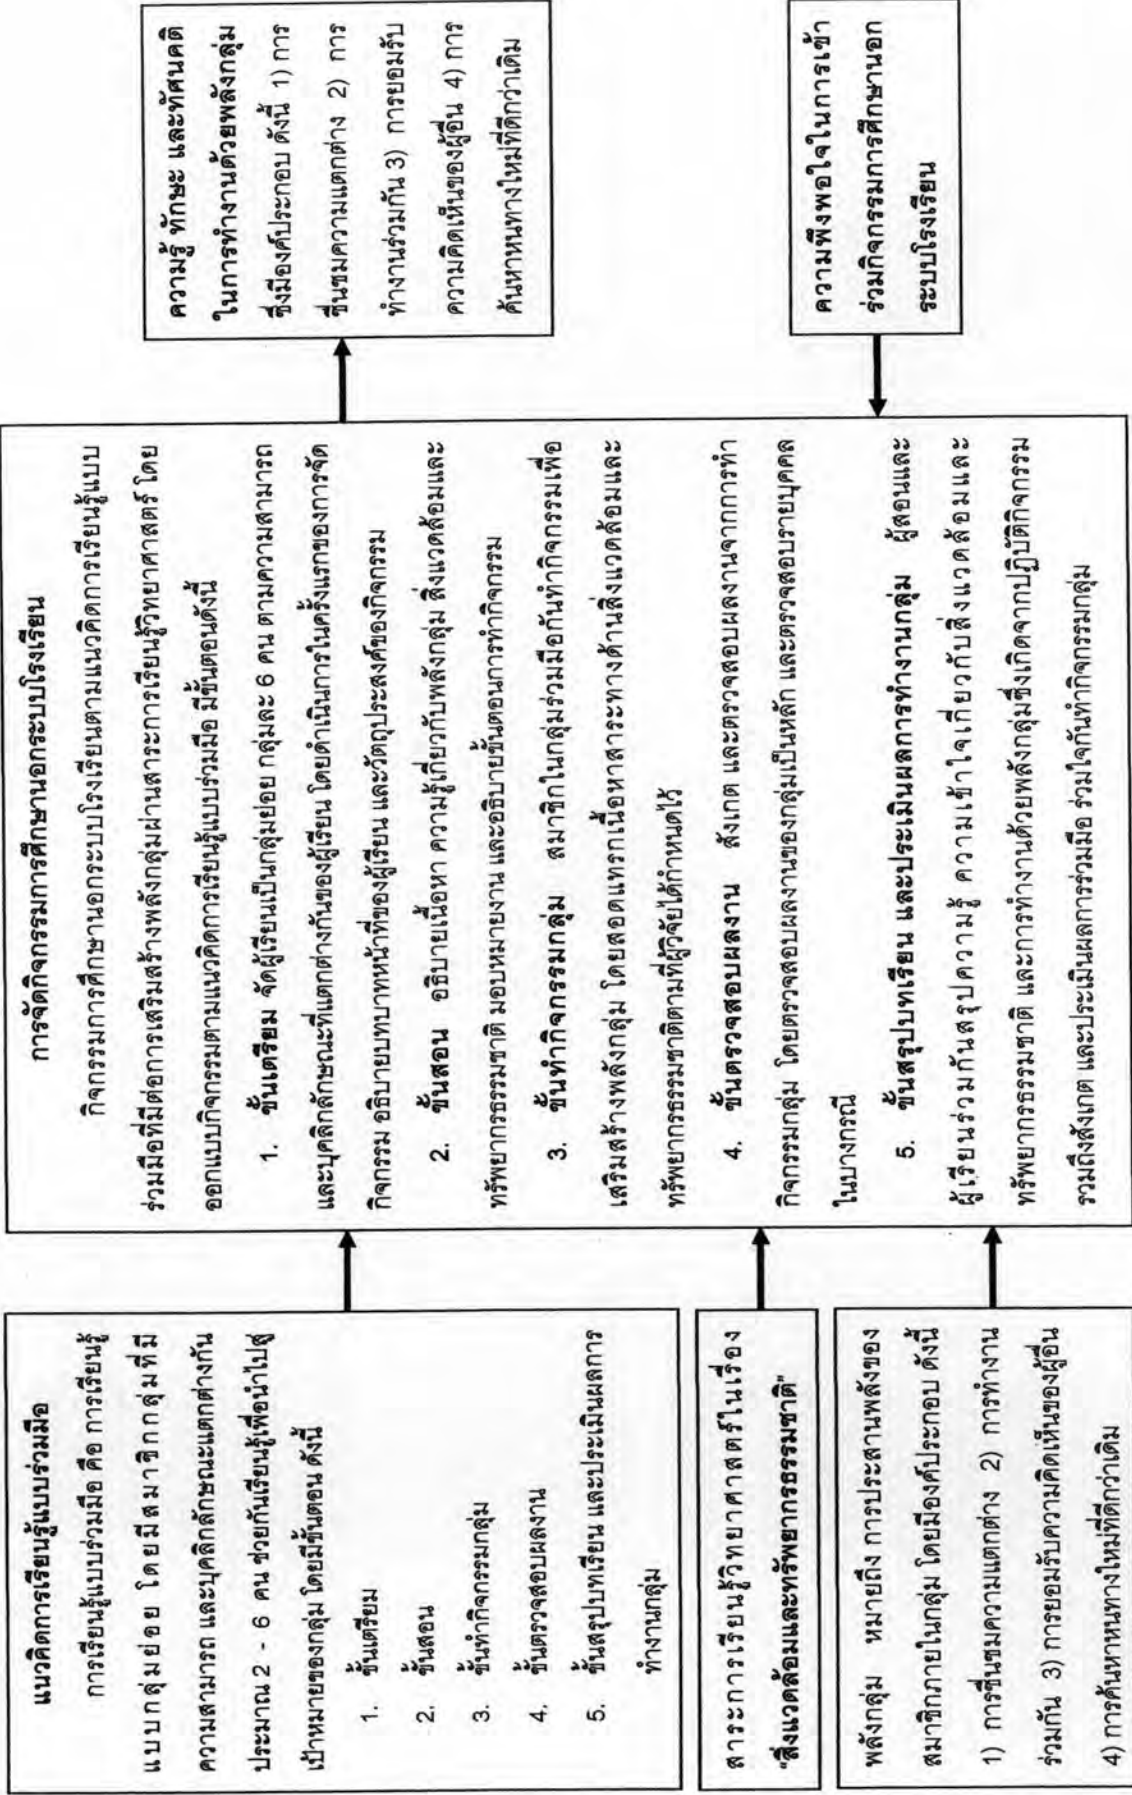 แนวคิดการเรียนรู้แบบร่วมมือ
การเรียนรู้แบบร่วมมือ คือ การเรียนรู้
แบบกลุ่มย่อย โดยมีสมาชิกกลุ่มที่มี
ความสามารถ และบุคลิกลักษณะแตกต่างกัน
ประมาณ 2 - 6 คน ช่วยกันเรียนรู้เพื่อนำไปสู่
เป้าหมายของกลุ่ม โดยมีขั้นตอน ดังนี้
1. ขั้นเตรียม
2. ขั้นสอน
3. ขั้นทำกิจกรรมกลุ่ม
4. ขั้นตรวจสอบผลงาน
5. ขั้นสรุปบทเรียน และประเมินผลการ
ทำงานกลุ่ม
สาระการเรียนรู้วิทยาศาสตร์ในเรื่อง
"สิ่งแวดล้อมและทรัพยากรธรรมชาติ"
พลังกลุ่ม หมายถึง การประสานพลังของ
สมาชิกภายในกลุ่ม โดยมีองค์ประกอบ ดังนี้
1) การชื่นชมความแตกต่าง 2) การทำงาน
ร่วมกัน 3) การยอมรับความคิดเห็นของผู้อื่น
4) การค้นหาหนทางใหม่ที่ดีกว่าเดิม
การจัดกิจกรรมการศึกษานอกระบบโรงเรียน
กิจกรรมการศึกษานอกระบบโรงเรียนตามแนวคิดการเรียนรู้แบบ
ร่วมมือที่มีต่อการเสริมสร้างพลังกลุ่มผ่านสาระการเรียนรู้วิทยาศาสตร์ โดย
ออกแบบกิจกรรมตามแนวคิดการเรียนรู้แบบร่วมมือ มีขั้นตอนดังนี้
1. ขั้นเตรียม จัดผู้เรียนเป็นกลุ่มย่อย กลุ่มละ 6 คน ตามความสามารถ
และบุคลิกลักษณะที่แตกต่างกันของผู้เรียน โดยดำเนินการในครั้งแรกของการจัด
กิจกรรม อธิบายบทบาทหน้าที่ของผู้เรียน และวัตถุประสงค์ของกิจกรรม
2. ขั้นสอน อธิบายเนื้อหา ความรู้เกี่ยวกับพลังกลุ่ม สิ่งแวดล้อมและ
ทรัพยากรธรรมชาติ มอบหมายงาน และอธิบายขั้นตอนการทำกิจกรรม
3. ขั้นทำกิจกรรมกลุ่ม สมาชิกในกลุ่มร่วมมือกันทำกิจกรรมเพื่อ
เสริมสร้างพลังกลุ่ม โดยสอดแทรกเนื้อหาสาระทางด้านสิ่งแวดล้อมและ
ทรัพยากรธรรมชาติตามที่ผู้วิจัยได้กำหนดไว้
4. ขั้นตรวจสอบผลงาน สังเกต และตรวจสอบผลงานจากการทำ
กิจกรรมกลุ่ม โดยตรวจสอบผลงานของกลุ่มเป็นหลัก และตรวจสอบรายบุคคล
ในบางกรณี
5. ขั้นสรุปบทเรียน และประเมินผลการทำงานกลุ่ม ผู้สอนและ
ผู้เรียนร่วมกันสรุปความรู้ ความเข้าใจเกี่ยวกับสิ่งแวดล้อมและ
ทรัพยากรธรรมชาติ และการทำงานด้วยพลังกลุ่มซึ่งเกิดจากปฏิบัติกิจกรรม
รวมถึงสังเกต และประเมินผลการร่วมมือ ร่วมใจกันทำกิจกรรมกลุ่ม
ความรู้ ทักษะ และทัศนคติ
ในการทำงานด้วยพลังกลุ่ม
ซึ่งมีองค์ประกอบ ดังนี้ 1) การ
ชื่นชมความแตกต่าง 2) การ
ทำงานร่วมกัน 3) การยอมรับ
ความคิดเห็นของผู้อื่น 4) การ
ค้นหาหนทางใหม่ที่ดีกว่าเดิม
ความพึงพอใจในการเข้า
ร่วมกิจกรรมการศึกษานอก
ระบบโรงเรียน